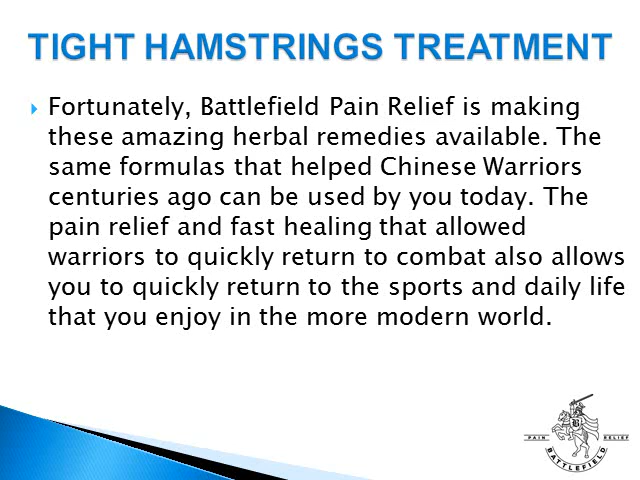 TIGHT HAMSTRINGS TREATMENT
Fortunately, Battlefield Pain Relief is making
these amazing herbal remedies available. The
same formulas that helped Chinese Warriors
centuries ago can be used by you today. The
pain relief and fast healing that allowed
warriors to quickly return to combat also allows
you to quickly return to the sports and daily life
that you enjoy in the more modern world.
B
PAIN RELIEF
BATTLEFIELD